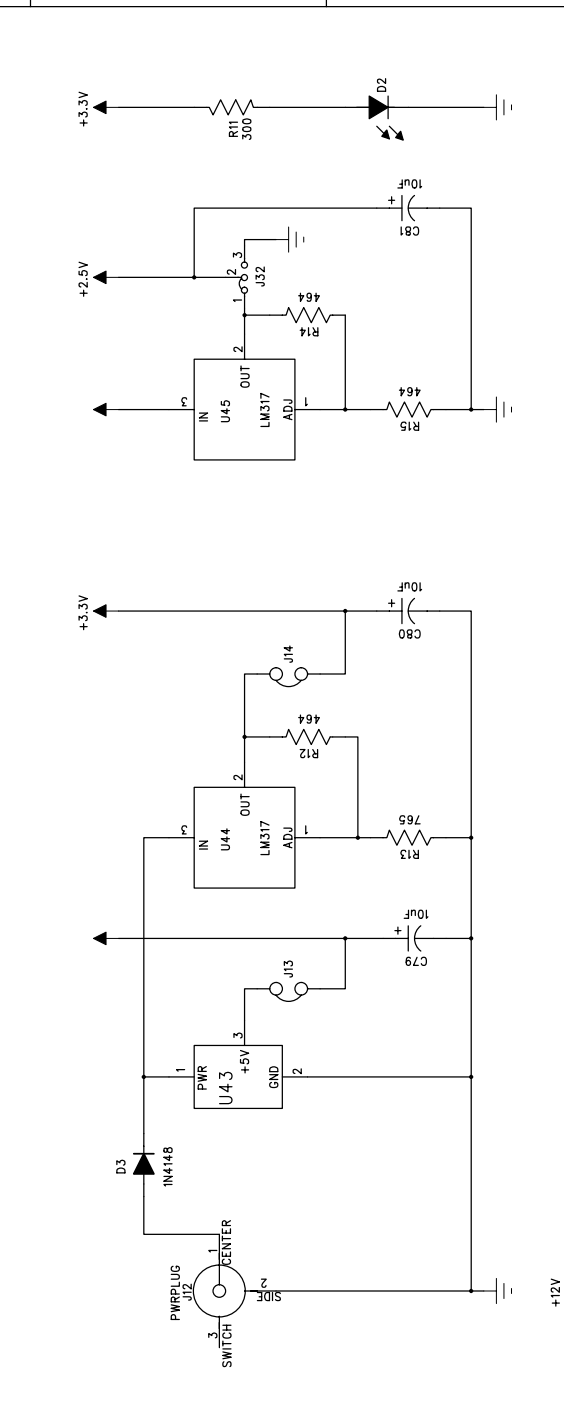 +3.3V
R11
300
D2
+2.5V
10uF
+
C81
3
2
1
J32
464
R14
2
OUT
3
IN
U45
LM317
ADJ
1
464
R15
+3.3V
10uF
+
C80
J14
464
R12
2
OUT
3
IN
U44
LM317
ADJ
1
765
R13
10uF
+
C79
J13
3
+5V
1
PWR
U43
GND
2
D3
1N4148
PWRPLUG
J12
1
CENTER
2
SIDE
3
SWITCH
+12V